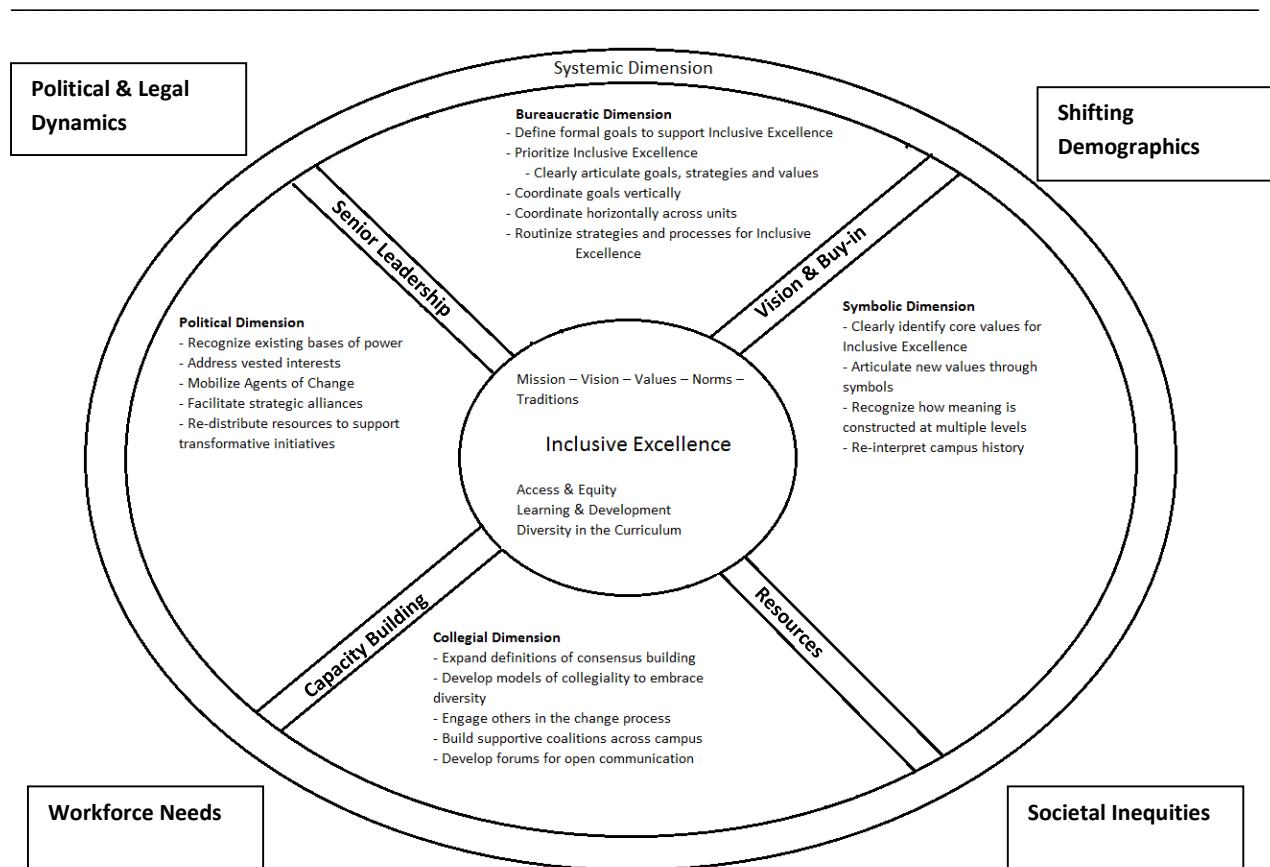 Systemic Dimension
Political & Legal
Dynamics
Shifting
Demographics
Bureaucratic Dimension
- Define formal goals to support Inclusive Excellence
- Prioritize Inclusive Excellence
- Clearly articulate goals, strategies and values
- Coordinate goals vertically
- Coordinate horizontally across units
- Routinize strategies and processes for Inclusive
Excellence
Senior Leadership
Vision & Buy-in
Political Dimension
- Recognize existing bases of power
- Address vested interests
- Mobilize Agents of Change
- Facilitate strategic alliances
- Re-distribute resources to support
transformative initiatives
Symbolic Dimension
- Clearly identify core values for
Inclusive Excellence
- Articulate new values through
symbols
- Recognize how meaning is
constructed at multiple levels
- Re-interpret campus history
Mission – Vision – Values – Norms –
Traditions
Inclusive Excellence
Access & Equity
Learning & Development
Diversity in the Curriculum
Capacity Building
Resources
Collegial Dimension
- Expand definitions of consensus building
- Develop models of collegiality to embrace
diversity
- Engage others in the change process
- Build supportive coalitions across campus
- Develop forums for open communication
Workforce Needs
Societal Inequities